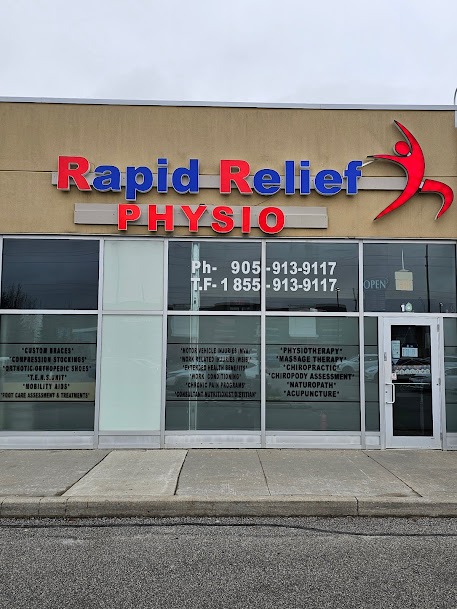 Rapid Relief
PHYSIO
Ph- 905-913-9117
T.F-1 855-913-9117
OPEN
*CUSTOM BRACES*
COMPRESSION STOCKINGS*
*ORTHOTIC/ORTHOPEDIC SHOES*
*T.E.N.S. UNIT*
*MOBILITY AIDS*
*FOOT CARE ASSESSMENT & TREATMENTS*
*MOTOR VEHICLE INJURIES
*WORK RELATED INJURIES
*EXTENDED HEALTH BENEFITS*
*WORK CONDITIONING*
*CHRONIC PAIN PROGRAMS*
*CONSULTANT NUTRITIONIST/DIETITIAN*
*PHYSIOTHERAPY*
*MASSAGE THERAPY*
*CHIROPRACTIC*
*CHIROPODY ASSESSMENT
*NATUROPATH*
*ACUPUNCTURE*